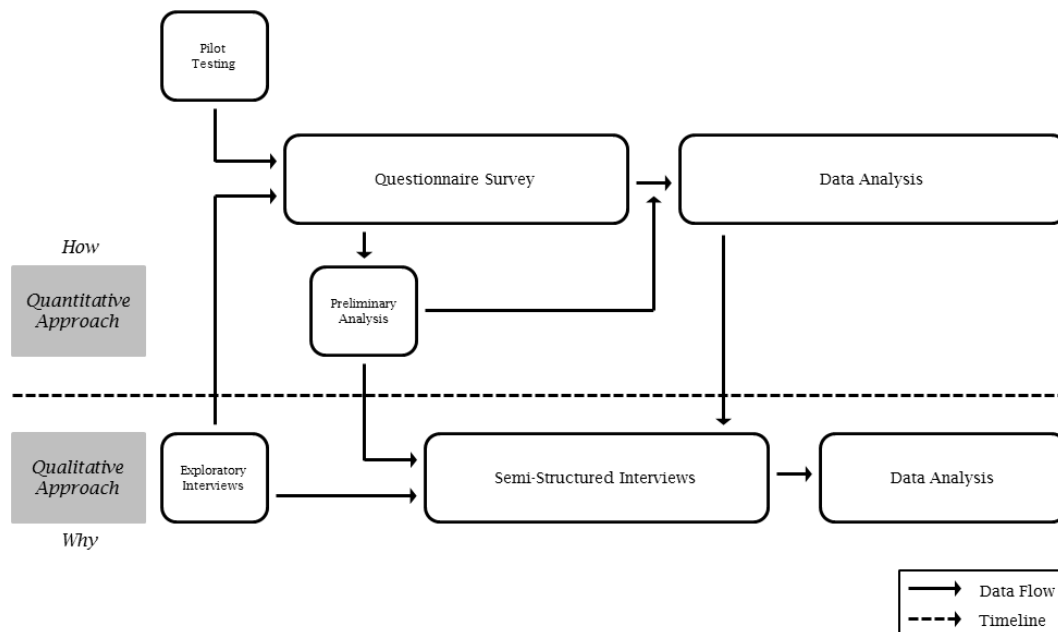 Pilot
Testing
Questionnaire Survey
Data Analysis
How
Quantitative
Approach
Preliminary
Analysis
Qualitative
Approach
Exploratory
Interviews
Semi-Structured Interviews
Data Analysis
Why
Data Flow
Timeline